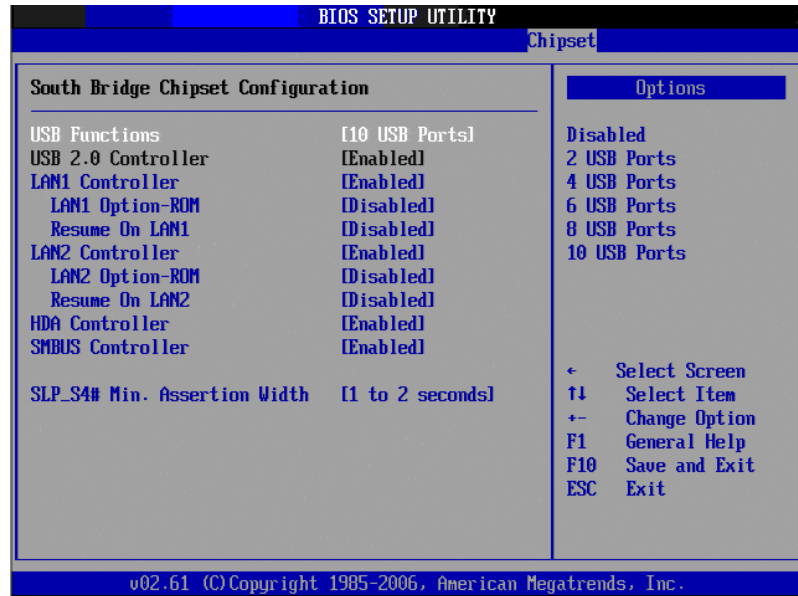 BIOS SETUP UTILITY
Chipset
South Bridge Chipset Configuration
USB Functions [10 USB Ports]
USB 2.0 Controller [Enabled]
LAN1 Controller [Enabled]
LAN1 Option-ROM [Disabled]
Resume On LAN1 [Disabled]
LAN2 Controller [Enabled]
LAN2 Option-ROM [Disabled]
Resume On LAN2 [Disabled]
HDA Controller [Enabled]
SMBUS Controller [Enabled]
SLP_S4# Min. Assertion Width [1 to 2 seconds]
Options
Disabled
2 USB Ports
4 USB Ports
6 USB Ports
8 USB Ports
10 USB Ports
← Select Screen
↑↓ Select Item
+- Change Option
F1 General Help
F10 Save and Exit
ESC Exit
v02.61 (C)Copyright 1985-2006, American Megatrends, Inc.